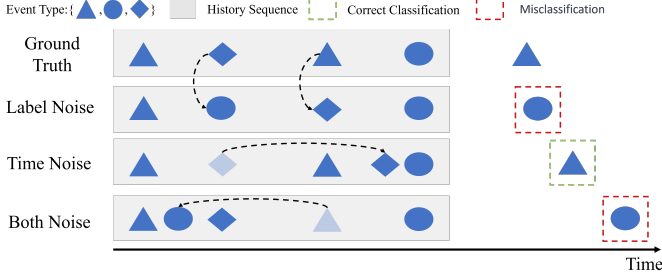 Event Type:{ , , } History Sequence Correct Classification Misclassification
Ground
Truth
Label Noise
Time Noise
Both Noise
Time